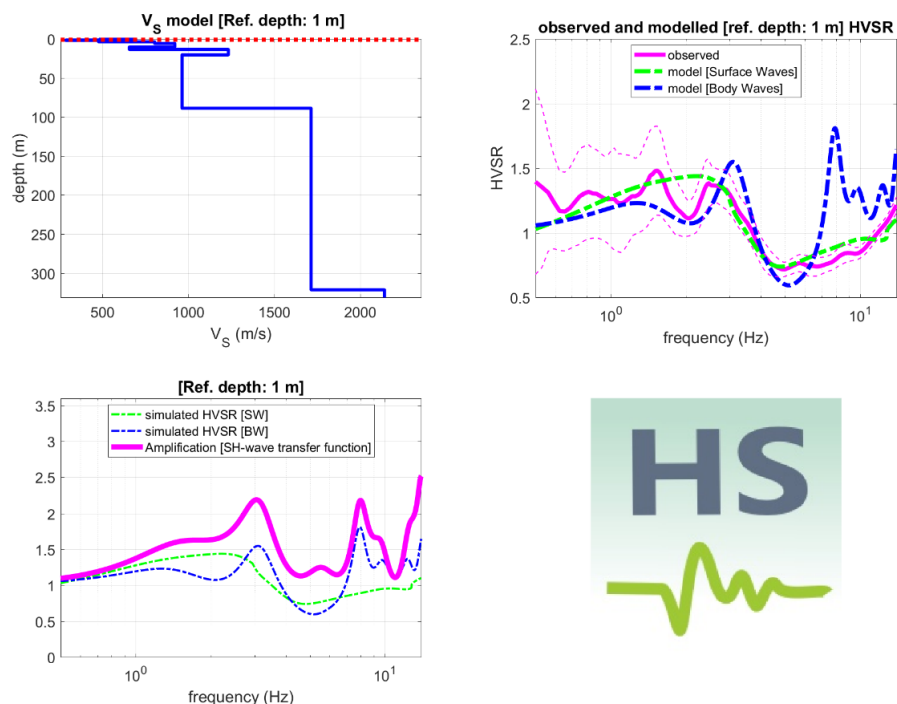 V_S model [Ref. depth: 1 m]
0
50
100
150
200
250
300
depth (m)
500
1000
1500
2000
V_S (m/s)
observed and modelled [ref. depth: 1 m] HVSR
observed
model [Surface Waves]
model [Body Waves]
2.5
2
1.5
1
0.5
HVSR
10^0
10^1
frequency (Hz)
[Ref. depth: 1 m]
simulated HVSR [SW]
simulated HVSR [BW]
Amplification [SH-wave transfer function]
3.5
3
2.5
2
1.5
1
0.5
0
10^0
10^1
frequency (Hz)
HS